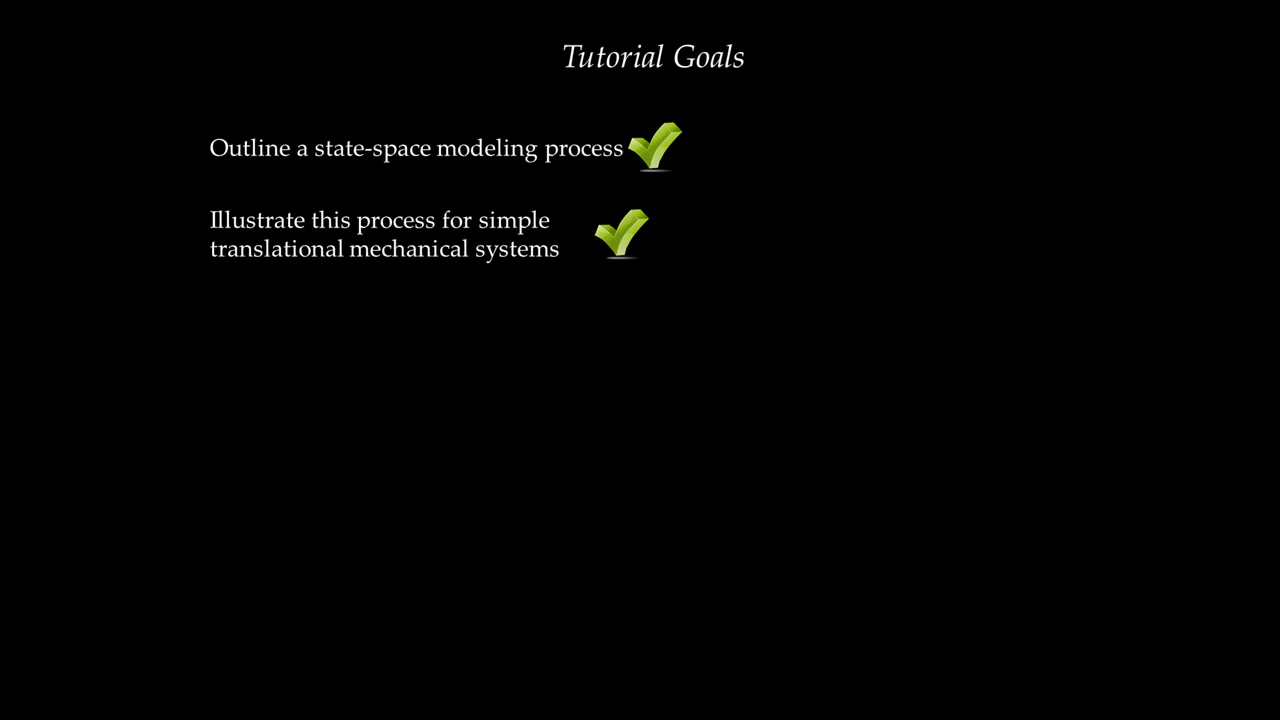 Tutorial Goals
Outline a state-space modeling process
Illustrate this process for simple
translational mechanical systems